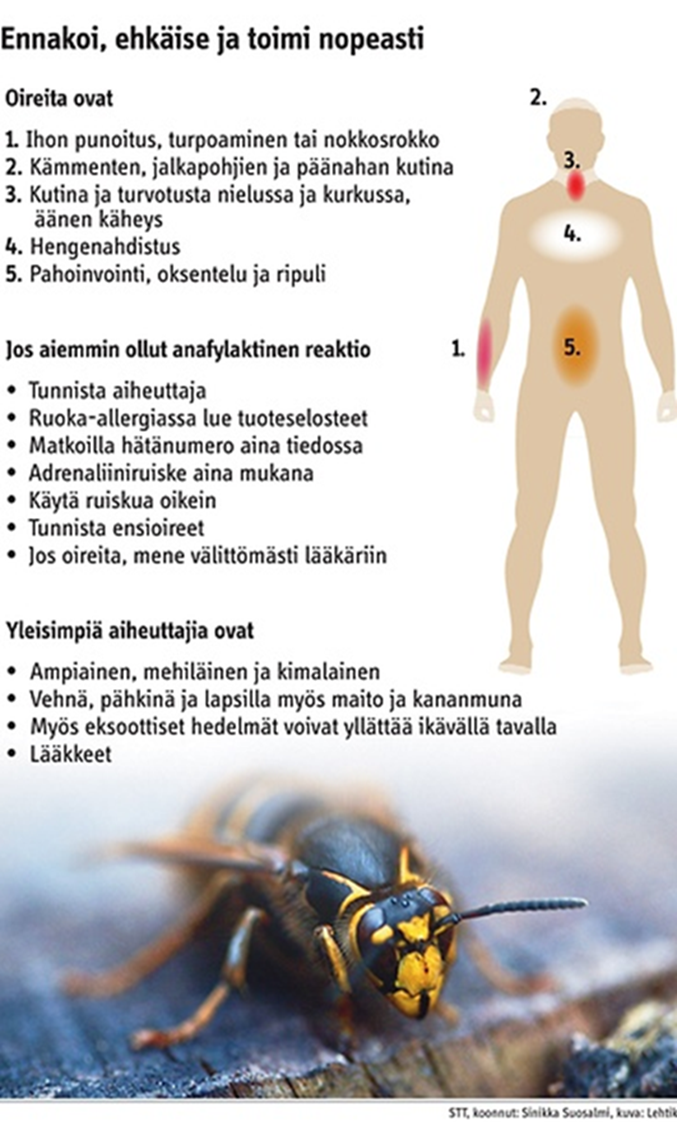 Ennakoi, ehkäise ja toimi nopeasti
Oireita ovat
1. Ihon punoitus, turpoaminen tai nokkosrokko
2. Kämmenten, jalkapohjien ja päänahan kutina
3. Kutina ja turvotusta nielussa ja kurkussa,
äänen käheys
4. Hengenahdistus
5. Pahoinvointi, oksentelu ja ripuli
2.
3.
4.
1.
5.
Jos aiemmin ollut anafylaktinen reaktio
• Tunnista aiheuttaja
• Ruoka-allergiassa lue tuoteselosteet
• Matkoilla hätänumero aina tiedossa
• Adrenaliiniruiske aina mukana
• Käytä ruiskua oikein
• Tunnista ensioireet
• Jos oireita, mene välittömästi lääkäriin
Yleisimpiä aiheuttajia ovat
• Ampiainen, mehiläinen ja kimalainen
• Vehnä, pähkinä ja lapsilla myös maito ja kananmuna
• Myös eksoottiset hedelmät voivat yllättää ikävällä tavalla
• Lääkkeet
STT, koonnut: Sinikka Suosalmi, kuva: Lehtik